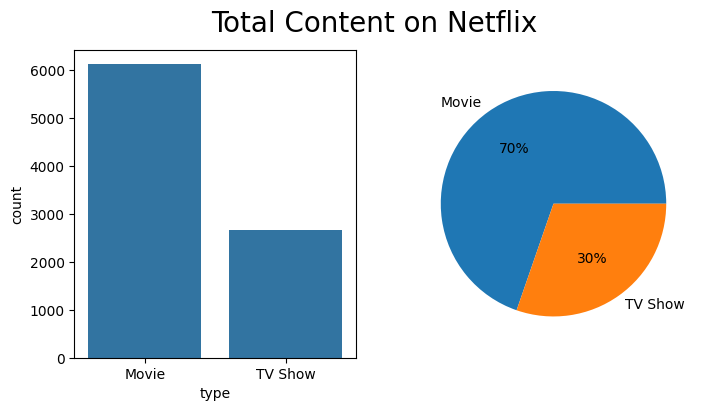 Total Content on Netflix
6000
5000
4000
3000
2000
1000
0
count
Movie
TV Show
type
Movie
70%
30%
TV Show